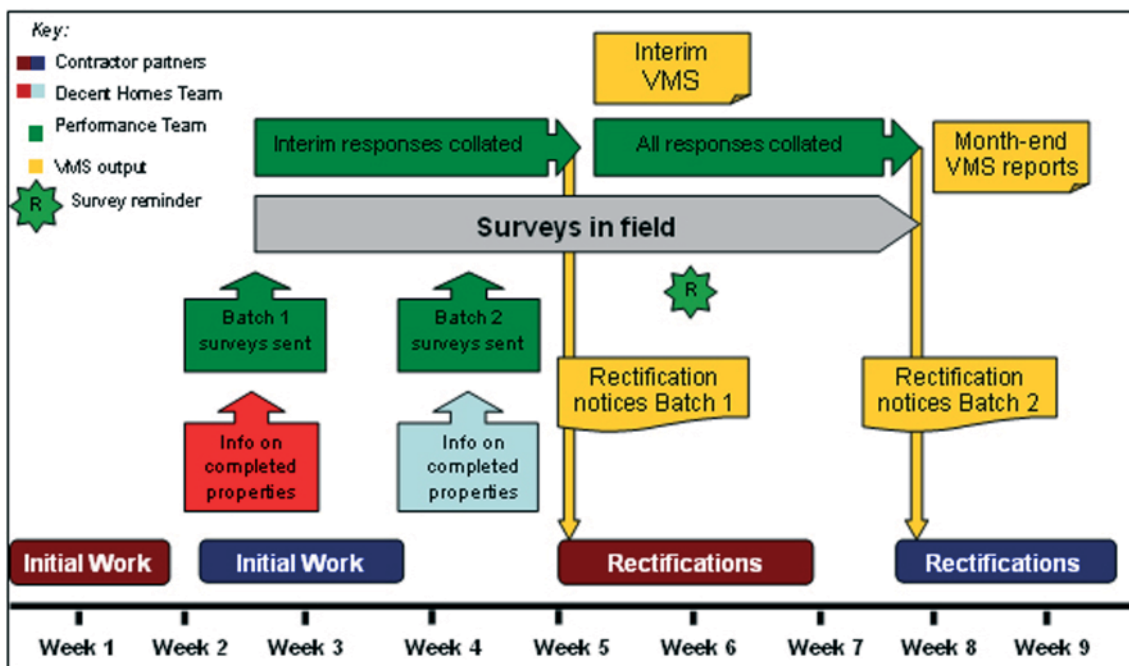 Key:
Contractor partners
Decent Homes Team
Performance Team
VMS output
R
Survey reminder
Interim
VMS
Interim responses collated
All responses collated
Month-end
VMS reports
Surveys in field
R
Batch 1
surveys sent
Batch 2
surveys sent
Rectification
notices Batch 1
Rectification
notices Batch 2
Info on
completed
properties
Info on
completed
properties
Initial Work
Initial Work
Rectifications
Rectifications
Week 1
Week 2
Week 3
Week 4
Week 5
Week 6
Week 7
Week 8
Week 9